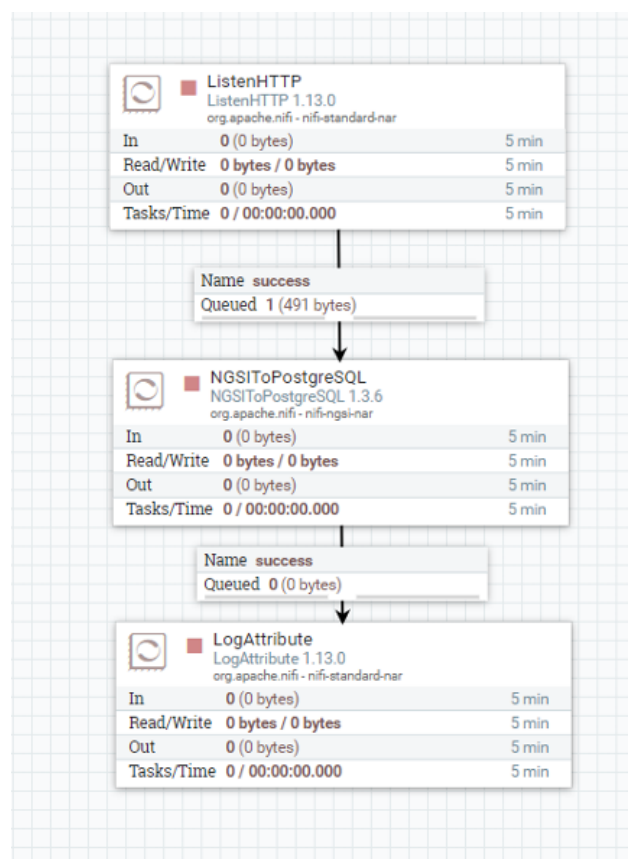 ListenHTTP
ListenHTTP 1.13.0
org.apache.nifi - nifi-standard-nar
In 0 (0 bytes) 5 min
Read/Write 0 bytes / 0 bytes 5 min
Out 0 (0 bytes) 5 min
Tasks/Time 0 / 00:00:00.000 5 min
Name success
Queued 1 (491 bytes)
NGSIToPostgreSQL
NGSIToPostgreSQL 1.3.6
org.apache.nifi - nifi-ngsi-nar
In 0 (0 bytes) 5 min
Read/Write 0 bytes / 0 bytes 5 min
Out 0 (0 bytes) 5 min
Tasks/Time 0 / 00:00:00.000 5 min
Name success
Queued 0 (0 bytes)
LogAttribute
LogAttribute 1.13.0
org.apache.nifi - nifi-standard-nar
In 0 (0 bytes) 5 min
Read/Write 0 bytes / 0 bytes 5 min
Out 0 (0 bytes) 5 min
Tasks/Time 0 / 00:00:00.000 5 min